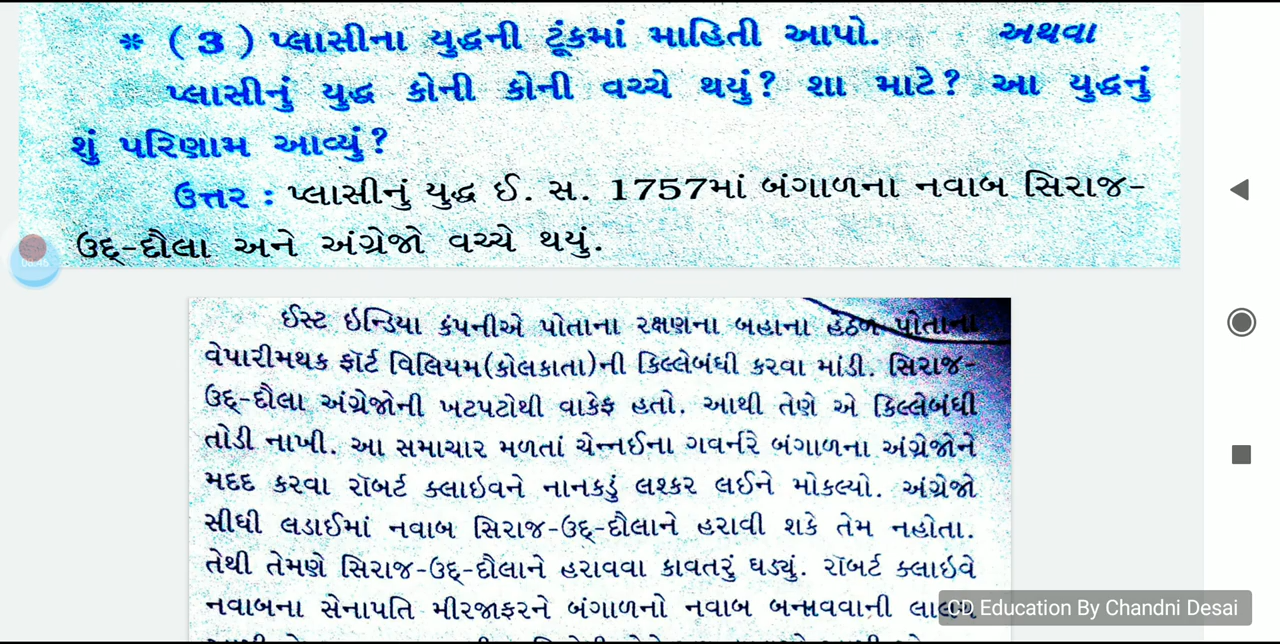 * ( 3 ) પ્લાસીના યુદ્ધની ટૂંકમાં માહિતી આપો. અથવા
પ્લાસીનું યુદ્ધ કોની કોની વચ્ચે થયું? શા માટે? આ યુદ્ધનું
શું પરિણામ આવ્યું?
ઉત્તર : પ્લાસીનું યુદ્ધ ઈ. સ. 1757માં બંગાળના નવાબ સિરાજ-
ઉદ્-દૌલા અને અંગ્રેજો વચ્ચે થયું.
ઈસ્ટ ઇન્ડિયા કંપનીએ પોતાના રક્ષણના બહાના હેઠળ પોતાના
વેપારીમથક ફૉર્ટ વિલિયમ(કોલકાતા)ની કિલ્લેબંધી કરવા માંડી. સિરાજ-
ઉદ્-દૌલા અંગ્રેજોની ખટપટોથી વાકેફ હતો. આથી તેણે એ કિલ્લેબંધી
તોડી નાખી. આ સમાચાર મળતાં ચેન્નઈના ગવર્નરે બંગાળના અંગ્રેજોને
મદદ કરવા રૉબર્ટ ક્લાઇવને નાનકડું લશ્કર લઈને મોકલ્યો. અંગ્રેજો
સીધી લડાઈમાં નવાબ સિરાજ-ઉદ્-દૌલાને હરાવી શકે તેમ નહોતા.
તેથી તેમણે સિરાજ-ઉદ્-દૌલાને હરાવવા કાવતરું ઘડ્યું. રૉબર્ટ ક્લાઇવે
નવાબના સેનાપતિ મીરજાફરને બંગાળનો નવાબ બનાવવાની
CD Education By Chandni Desai